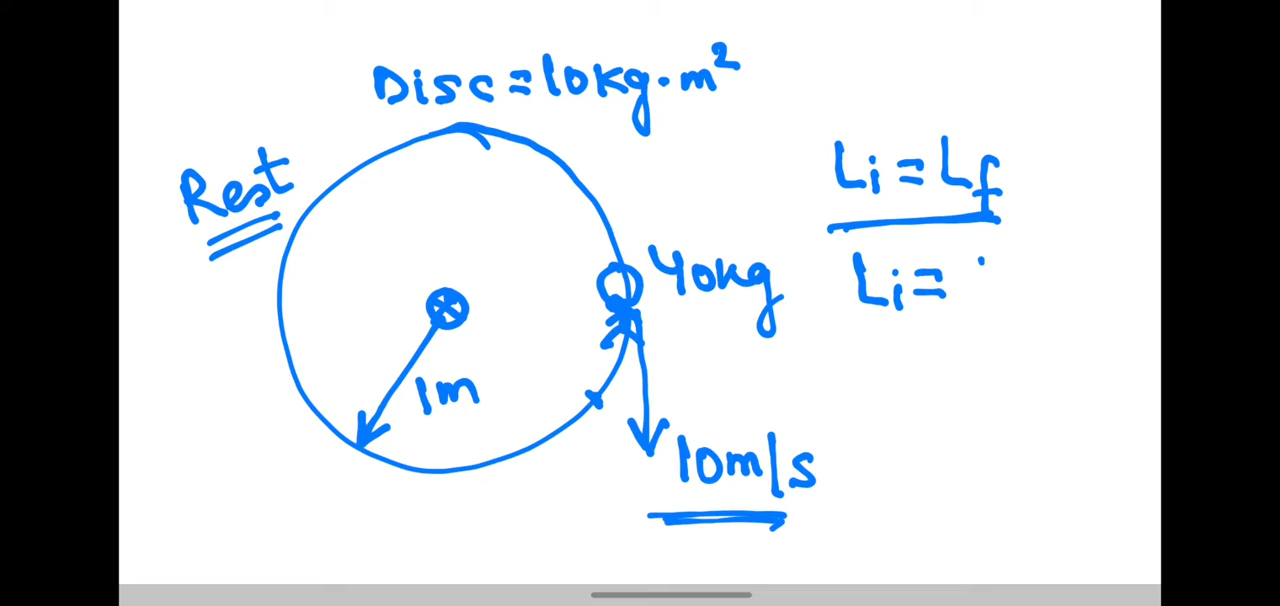 Disc = 10kg·m²
Rest
Li = Lf
40kg
Li =
1m
10m/s